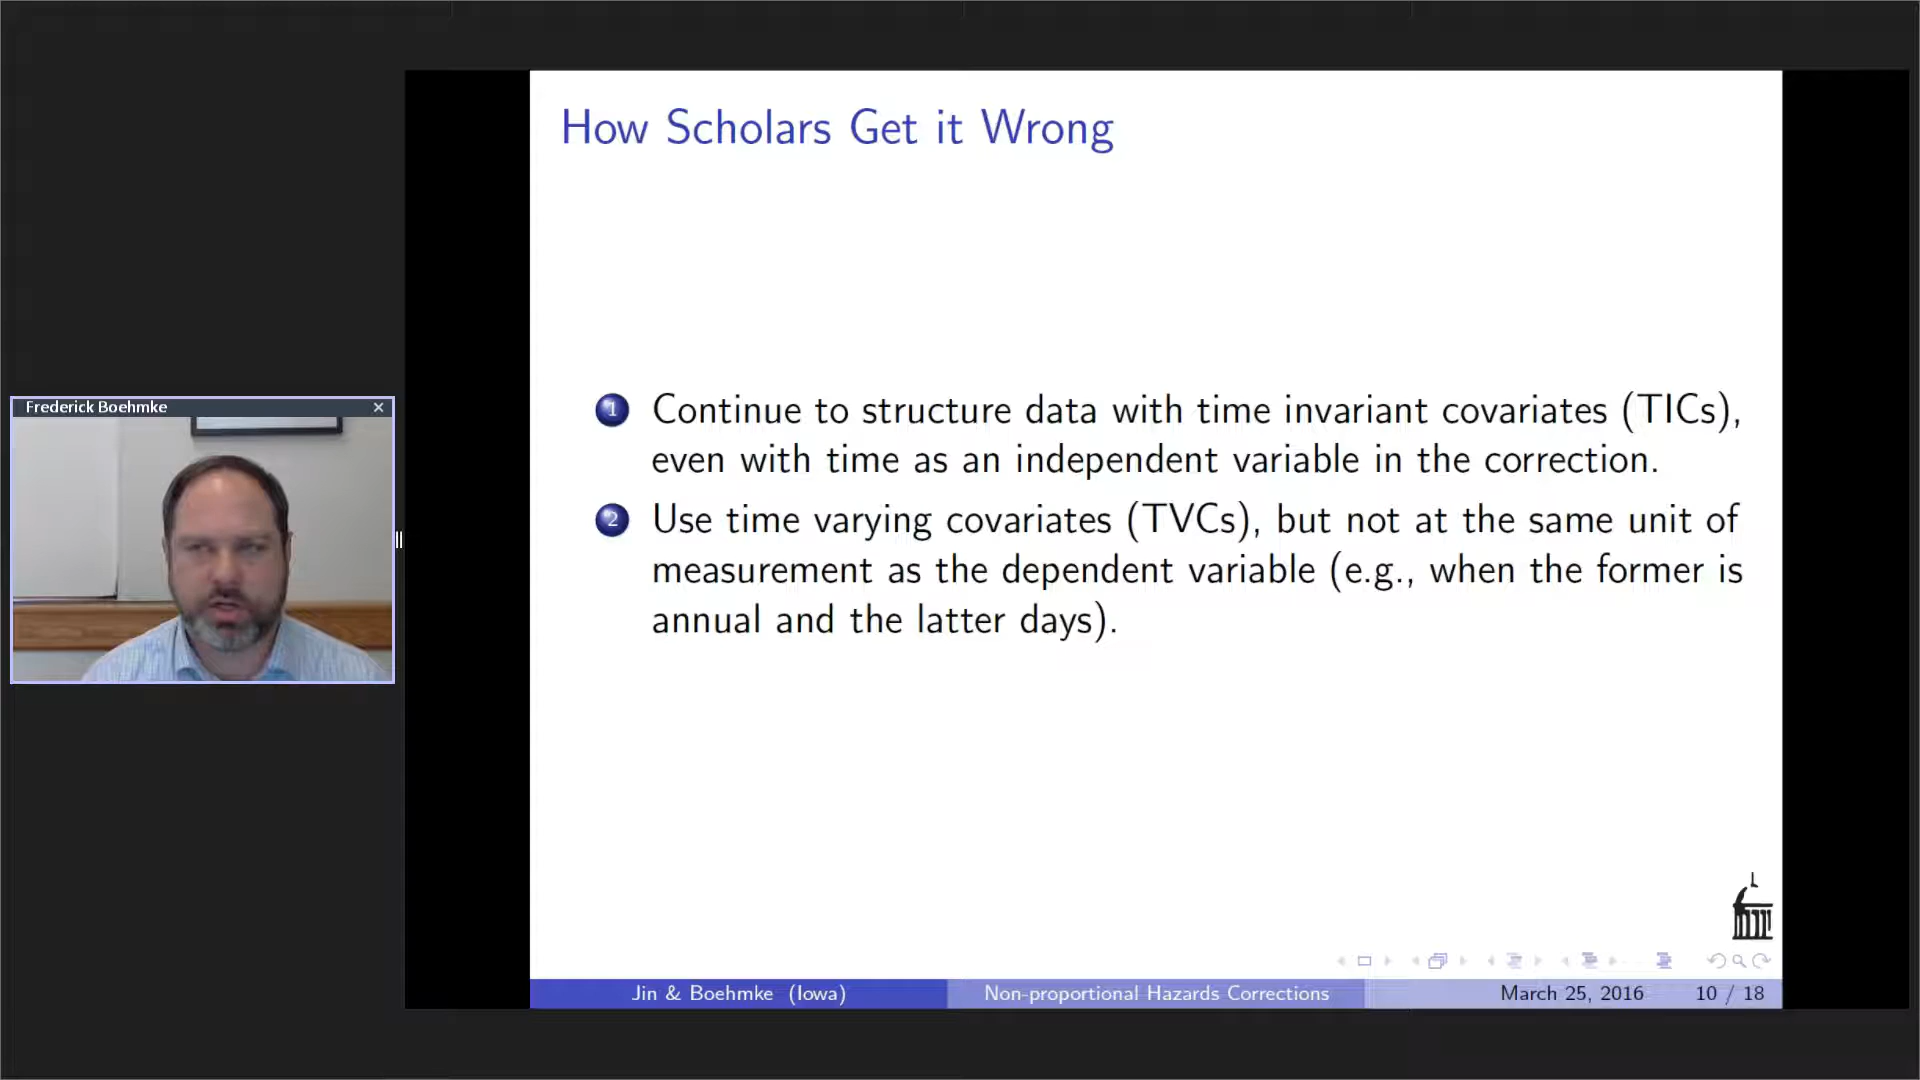 How Scholars Get it Wrong
Frederick Boehmke
1 Continue to structure data with time invariant covariates (TICs),
even with time as an independent variable in the correction.
2 Use time varying covariates (TVCs), but not at the same unit of
measurement as the dependent variable (e.g., when the former is
annual and the latter days).
Jin & Boehmke (Iowa) Non-proportional Hazards Corrections March 25, 2016 10 / 18